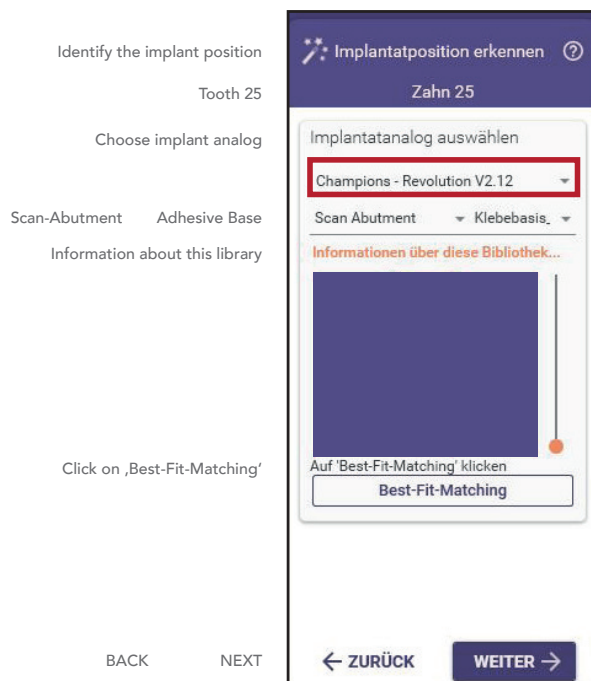 Identify the implant position
Implantatposition erkennen ?
Tooth 25
Zahn 25
Choose implant analog
Implantatanalog auswählen
Champions - Revolution V2.12
Scan-Abutment Adhesive Base
Scan Abutment Klebebasis_
Information about this library
Informationen über diese Bibliothek...
Click on ‚Best-Fit-Matching‘
Auf 'Best-Fit-Matching' klicken
Best-Fit-Matching
BACK NEXT
← ZURÜCK WEITER →